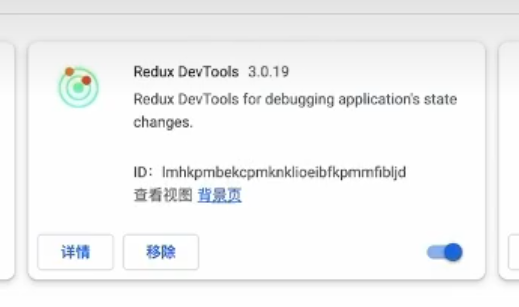 Redux DevTools 3.0.19
Redux DevTools for debugging application's state
changes.
ID: lmhkpmbekcpmknklioeibfkpmmfibljd
查看视图 背景页
详情 移除